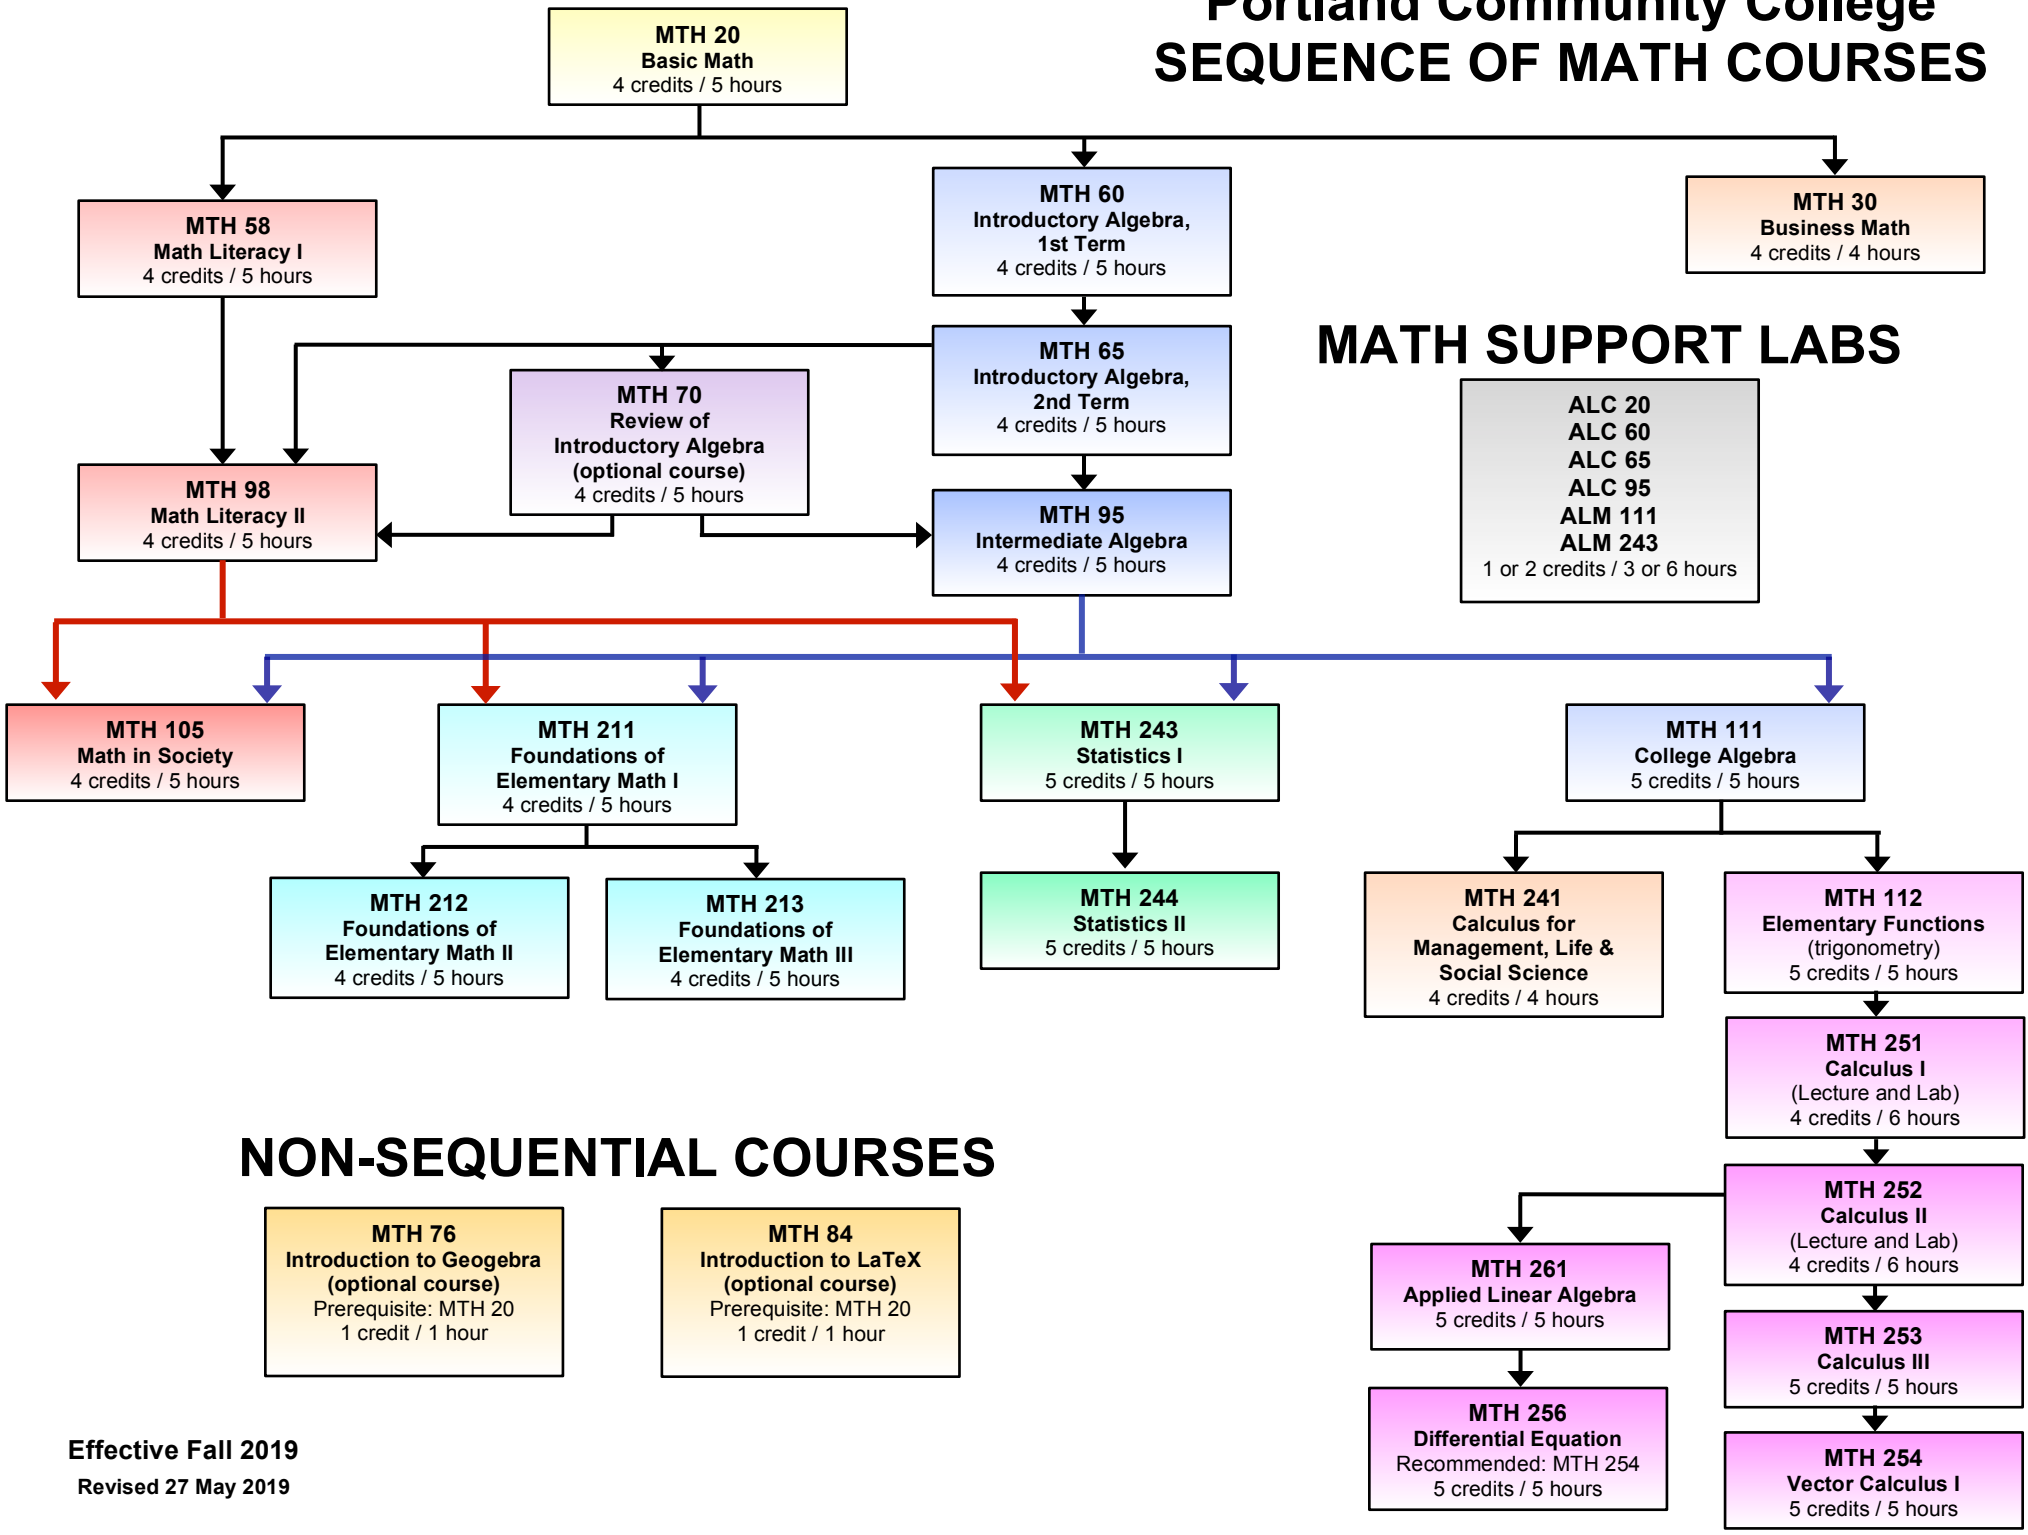 Portland Community College
SEQUENCE OF MATH COURSES
MTH 20
Basic Math
4 credits / 5 hours
MTH 58
Math Literacy I
4 credits / 5 hours
MTH 60
Introductory Algebra,
1st Term
4 credits / 5 hours
MTH 30
Business Math
4 credits / 4 hours
MTH 65
Introductory Algebra,
2nd Term
4 credits / 5 hours
MTH 70
Review of
Introductory Algebra
(optional course)
4 credits / 5 hours
MATH SUPPORT LABS
ALC 20
ALC 60
ALC 65
ALC 95
ALM 111
ALM 243
1 or 2 credits / 3 or 6 hours
MTH 98
Math Literacy II
4 credits / 5 hours
MTH 95
Intermediate Algebra
4 credits / 5 hours
MTH 105
Math in Society
4 credits / 5 hours
MTH 211
Foundations of
Elementary Math I
4 credits / 5 hours
MTH 243
Statistics I
5 credits / 5 hours
MTH 111
College Algebra
5 credits / 5 hours
MTH 212
Foundations of
Elementary Math II
4 credits / 5 hours
MTH 213
Foundations of
Elementary Math III
4 credits / 5 hours
MTH 244
Statistics II
5 credits / 5 hours
MTH 241
Calculus for
Management, Life &
Social Science
4 credits / 4 hours
MTH 112
Elementary Functions
(trigonometry)
5 credits / 5 hours
MTH 251
Calculus I
(Lecture and Lab)
4 credits / 6 hours
NON-SEQUENTIAL COURSES
MTH 76
Introduction to Geogebra
(optional course)
Prerequisite: MTH 20
1 credit / 1 hour
MTH 84
Introduction to LaTeX
(optional course)
Prerequisite: MTH 20
1 credit / 1 hour
MTH 252
Calculus II
(Lecture and Lab)
4 credits / 6 hours
MTH 261
Applied Linear Algebra
5 credits / 5 hours
MTH 253
Calculus III
5 credits / 5 hours
MTH 256
Differential Equation
Recommended: MTH 254
5 credits / 5 hours
MTH 254
Vector Calculus I
5 credits / 5 hours
Effective Fall 2019
Revised 27 May 2019